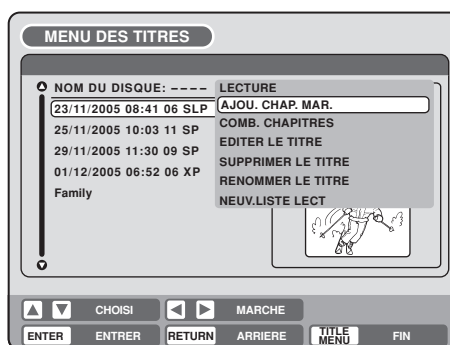 MENU DES TITRES
NOM DU DISQUE: ----
23/11/2005 08:41 06 SLP
25/11/2005 10:03 11 SP
29/11/2005 11:30 09 SP
01/12/2005 06:52 06 XP
Family
LECTURE
AJOU. CHAP. MAR.
COMB. CHAPITRES
EDITER LE TITRE
SUPPRIMER LE TITRE
RENOMMER LE TITRE
NEUV.LISTE LECT
CHOISI MARCHE
ENTER ENTRER RETURN ARRIERE TITLE MENU FIN